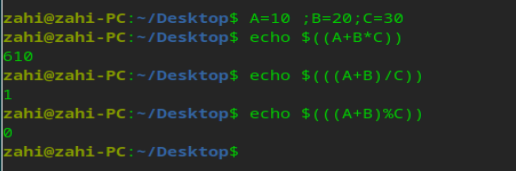 zahi@zahi-PC:~/Desktop$ A=10 ;B=20;C=30
zahi@zahi-PC:~/Desktop$ echo $((A+B*C))
610
zahi@zahi-PC:~/Desktop$ echo $(((A+B)/C))
1
zahi@zahi-PC:~/Desktop$ echo $(((A+B)%C))
0
zahi@zahi-PC:~/Desktop$